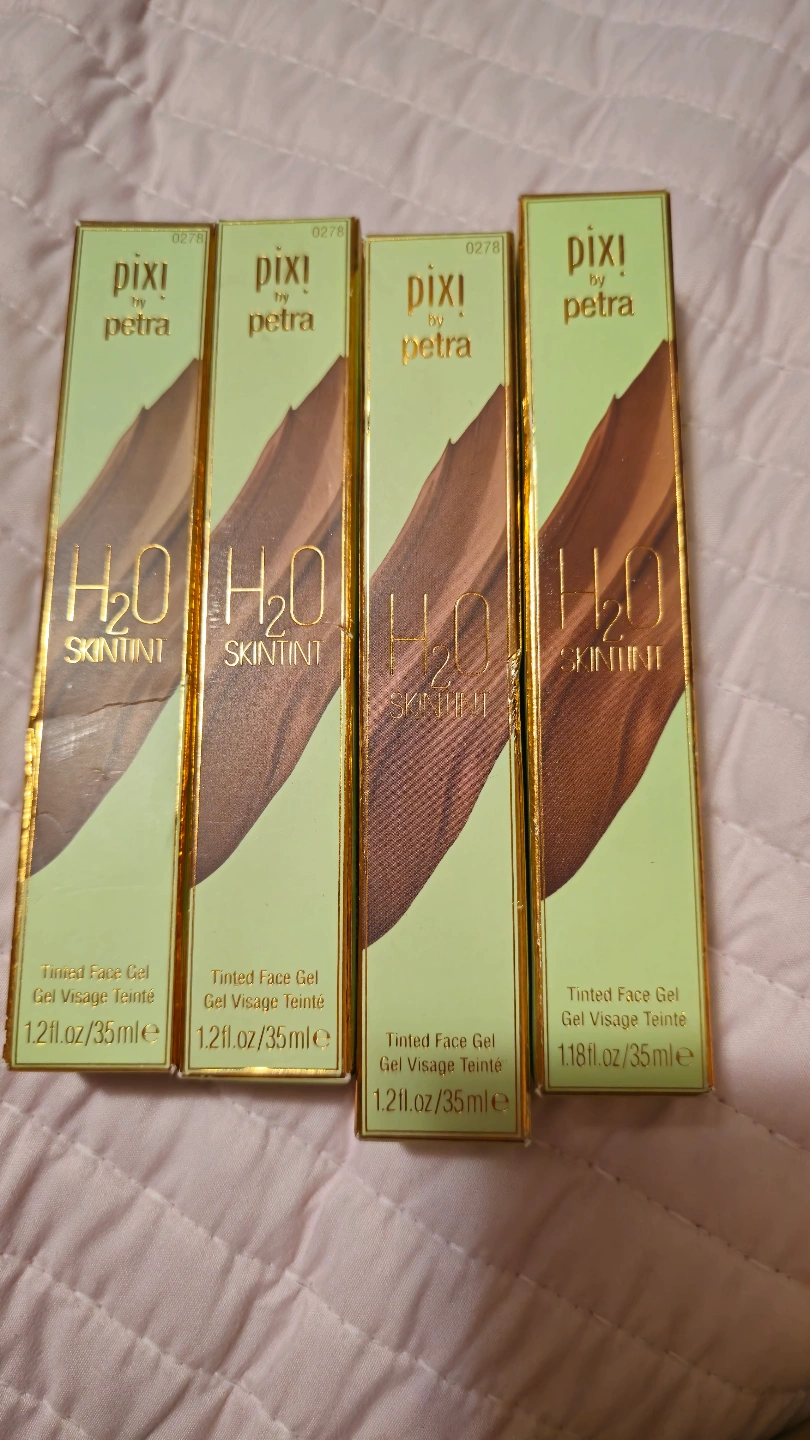 0278
pixi
by
petra
H2O
SKINTINT
Tinted Face Gel
Gel Visage Teinté
1.2fl.oz/35ml℮
0278
pixi
by
petra
H2O
SKINTINT
Tinted Face Gel
Gel Visage Teinté
1.2fl.oz/35ml℮
0278
pixi
by
petra
H2O
SKINTINT
Tinted Face Gel
Gel Visage Teinté
1.2fl.oz/35ml℮
pixi
by
petra
H2O
SKINTINT
Tinted Face Gel
Gel Visage Teinté
1.18fl.oz/35ml℮